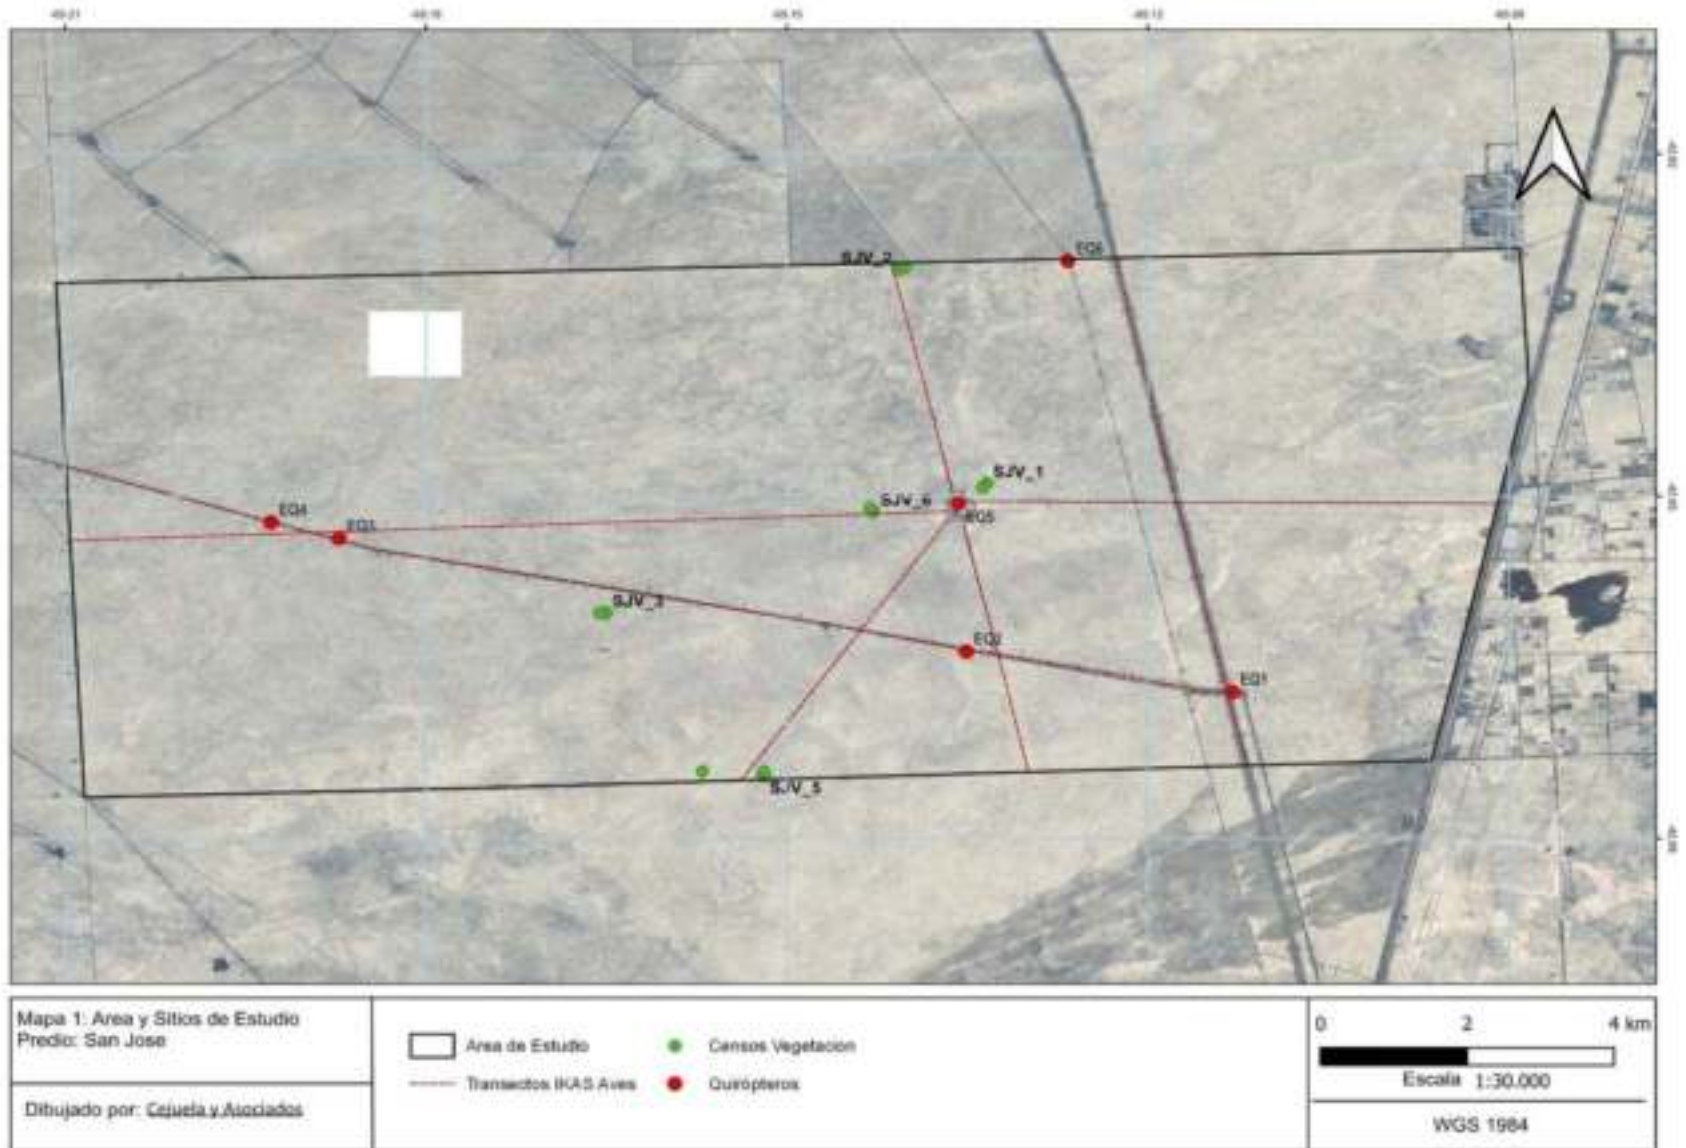 SJV_2
EQ6
SJV_1
SJV_6
EQ5
EQ4
EQ3
SJV_3
EQ2
EQ1
SJV_5
Mapa 1: Area y Sitios de Estudio
Predio: San Jose
Dibujado por: Cejuela y Asociados
Area de Estudio
Censos Vegetacion
Transectos IKAS Aves
Quirópteros
0 2 4 km
Escala 1:30.000
WGS 1984